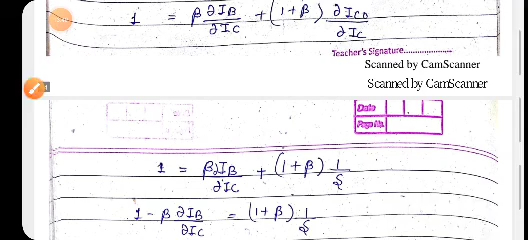 1 = β ∂IB/∂IC + (1+β) ∂ICO/∂IC
Teacher's Signature.....................
Scanned by CamScanner
Scanned by CamScanner
Date
Page No.
1 = β ∂IB/∂IC + (1+β) 1/S
1 - β ∂IB/∂IC = (1+β) 1/S